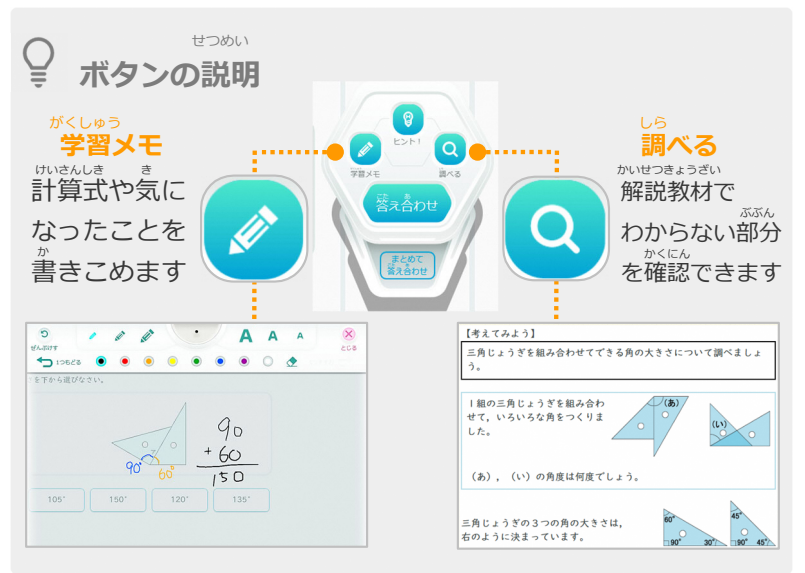 せつめい
ボタンの説明
がくしゅう
学習メモ
けいさんしき き
計算式や気に
なったことを
か
書きこめます
ヒント！
学習メモ
調べる
こた あ
答え合わせ
まとめて
こた あ
答え合わせ
しら
調べる
かいせつきょうざい
解説教材で
ぶぶん
わからない部分
かくにん
を確認できます
ぜんぶけす
1つもどる
A A A
とじる
を下から選びなさい。
90°
60°
90
+ 60
150
105°
150°
120°
135°
【考えてみよう】
三角じょうぎを組み合わせてできる角の大きさについて調べましょ
う。
1組の三角じょうぎを組み合わ
せて，いろいろな角をつくりま
した。
(あ)
(い)
（あ），（い）の角度は何度でしょう。
三角じょうぎの３つの角の大きさは，
右のように決まっています。
60°
90°
30°
45°
90°
45°